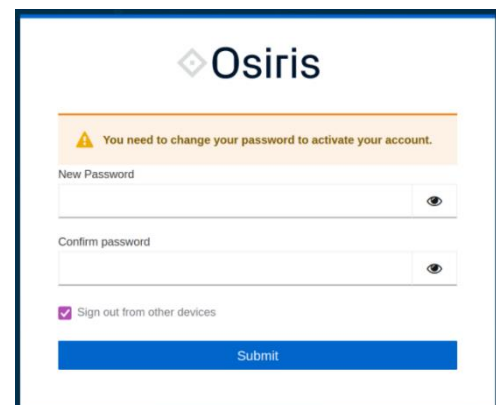 Osiris
You need to change your password to activate your account.
New Password
Confirm password
Sign out from other devices
Submit